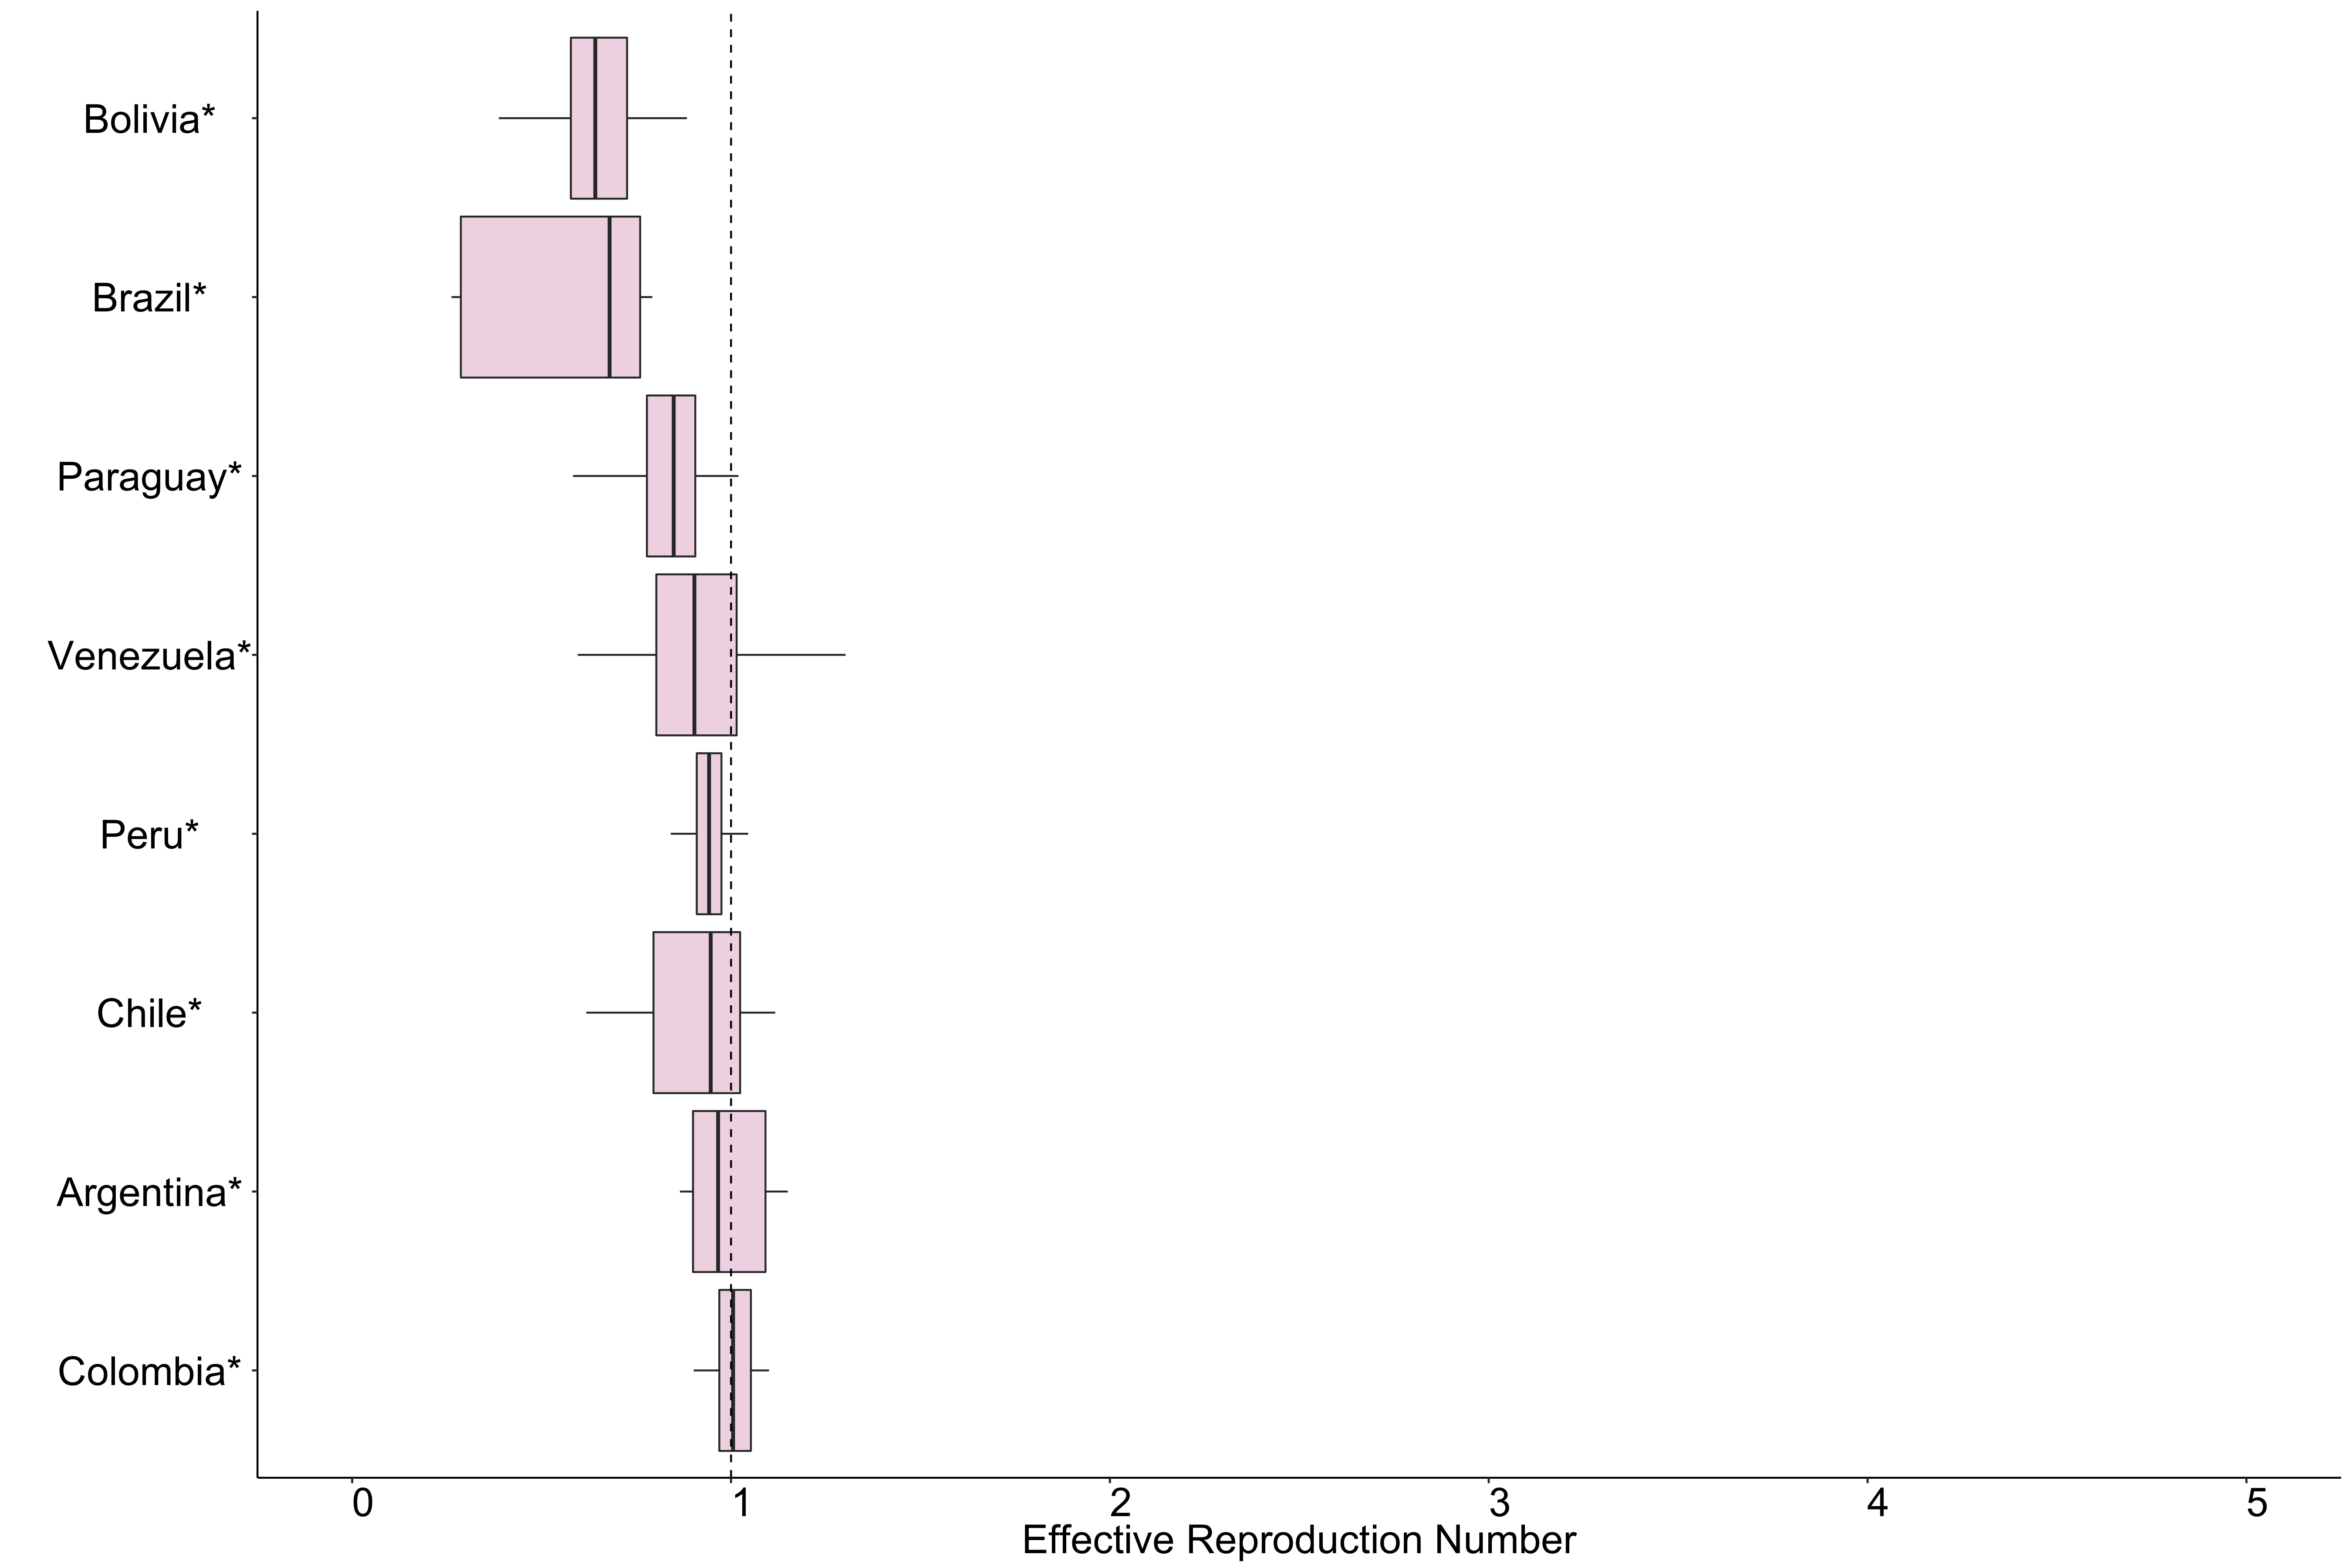 Bolivia*
Brazil*
Paraguay*
Venezuela*
Peru*
Chile*
Argentina*
Colombia*
0 1 2 3 4 5
Effective Reproduction Number